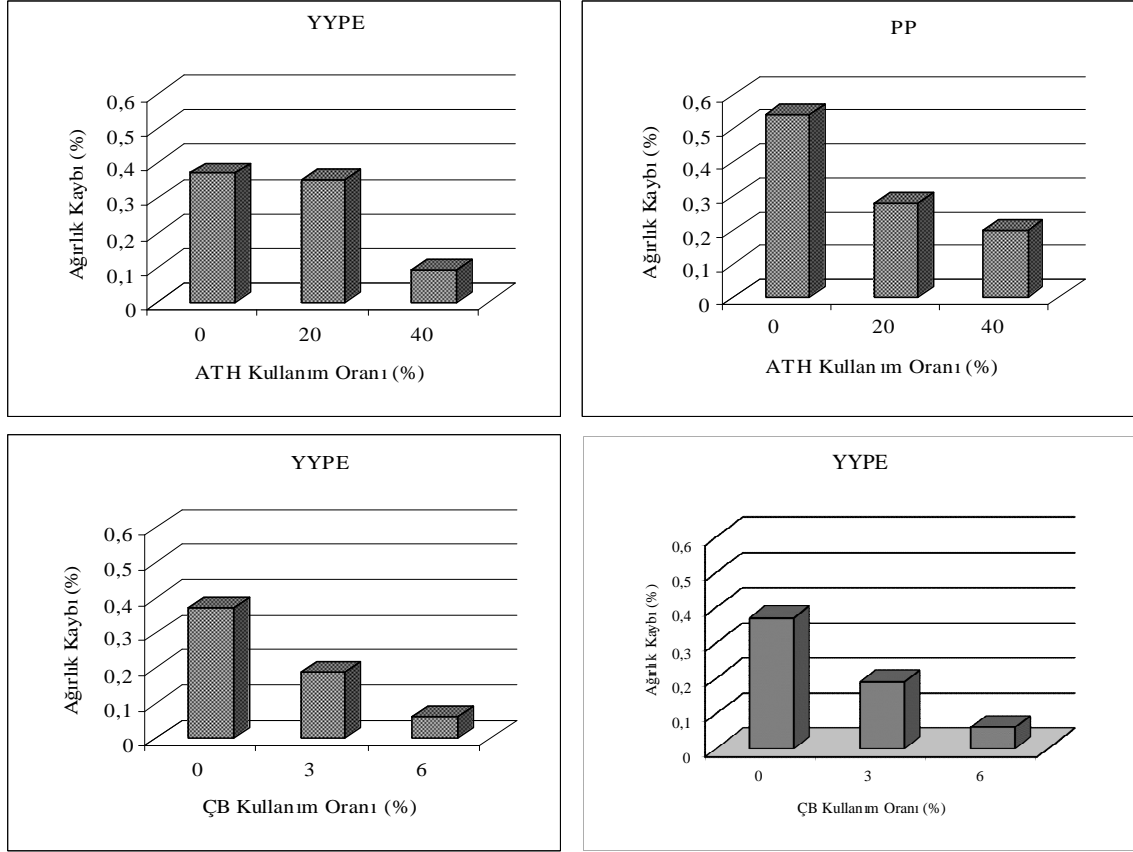 YYPE
0,6
0,5
0,4
0,3
0,2
0,1
0
Ağırlık Kaybı (%)
0 20 40
ATH Kullanım Oranı (%)
PP
0,6
0,5
0,4
0,3
0,2
0,1
0
Ağırlık Kaybı (%)
0 20 40
ATH Kullanım Oranı (%)
YYPE
0,6
0,5
0,4
0,3
0,2
0,1
0
Ağırlık Kaybı (%)
0 3 6
ÇB Kullanım Oranı (%)
YYPE
0,6
0,5
0,4
0,3
0,2
0,1
0
Ağırlık Kaybı (%)
0 3 6
ÇB Kullanım Oranı (%)